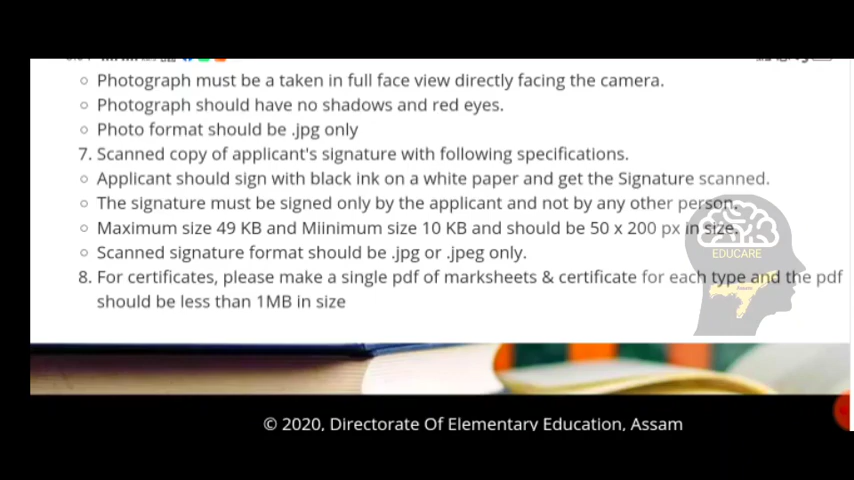 Photograph must be a taken in full face view directly facing the camera.
Photograph should have no shadows and red eyes.
Photo format should be .jpg only
7. Scanned copy of applicant's signature with following specifications.
Applicant should sign with black ink on a white paper and get the Signature scanned.
The signature must be signed only by the applicant and not by any other person.
Maximum size 49 KB and Miinimum size 10 KB and should be 50 x 200 px in size.
Scanned signature format should be .jpg or .jpeg only.
EDUCARE
8. For certificates, please make a single pdf of marksheets & certificate for each type and the pdf
should be less than 1MB in size
© 2020, Directorate Of Elementary Education, Assam